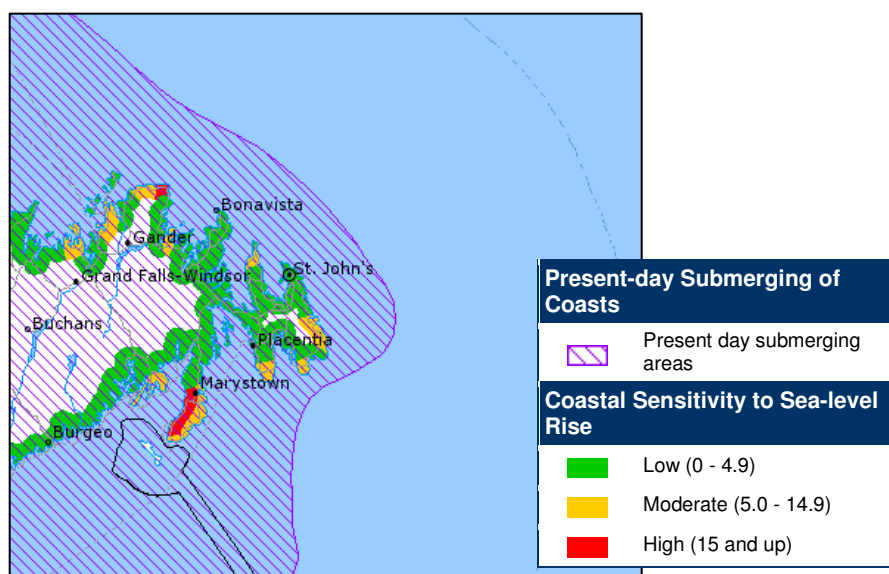 Bonavista
Gander
Grand Falls-Windsor
St. John's
Buchans
Placentia
Marystown
Burgeo
Present-day Submerging of
Coasts
Present day submerging
areas
Coastal Sensitivity to Sea-level
Rise
Low (0 - 4.9)
Moderate (5.0 - 14.9)
High (15 and up)